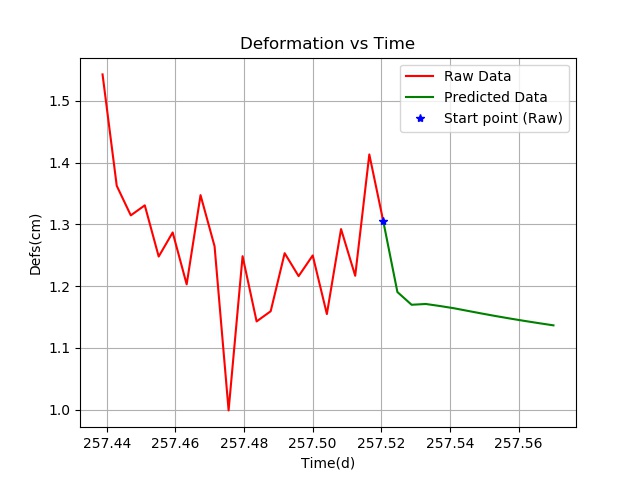 Deformation vs Time
Raw Data
Predicted Data
Start point (Raw)
Defs(cm)
1.5
1.4
1.3
1.2
1.1
1.0
257.44 257.46 257.48 257.50 257.52 257.54 257.56
Time(d)